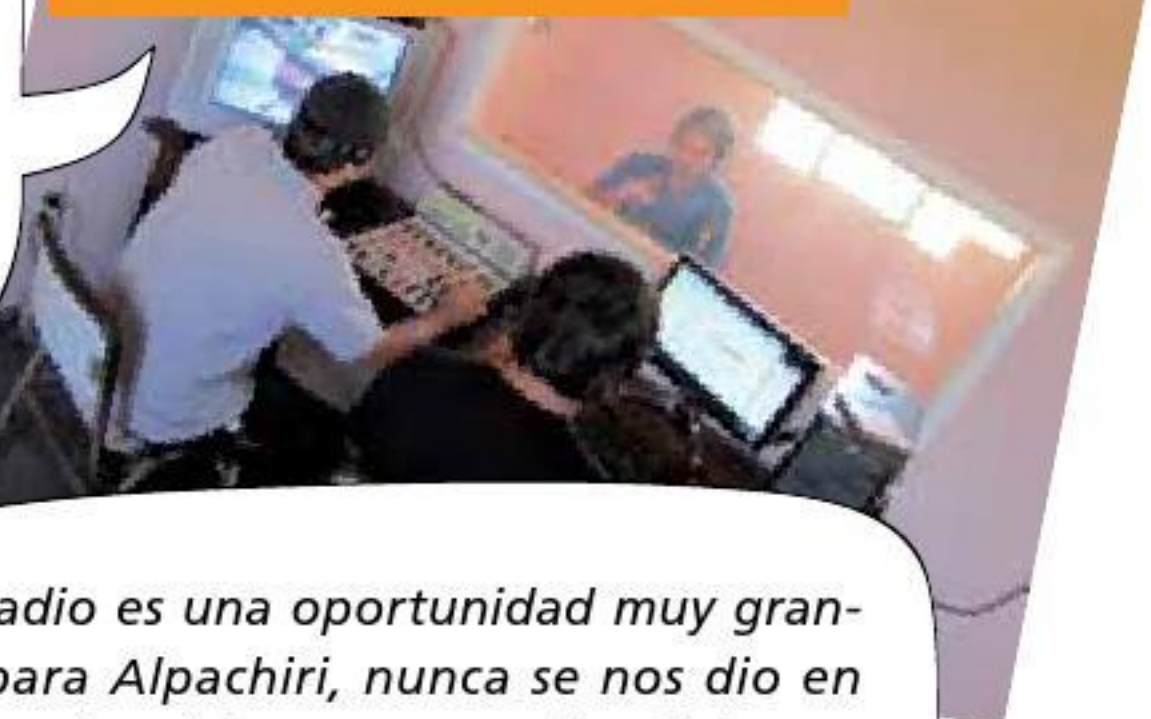 adio es una oportunidad muy gran-
para Alpachiri, nunca se nos dio en